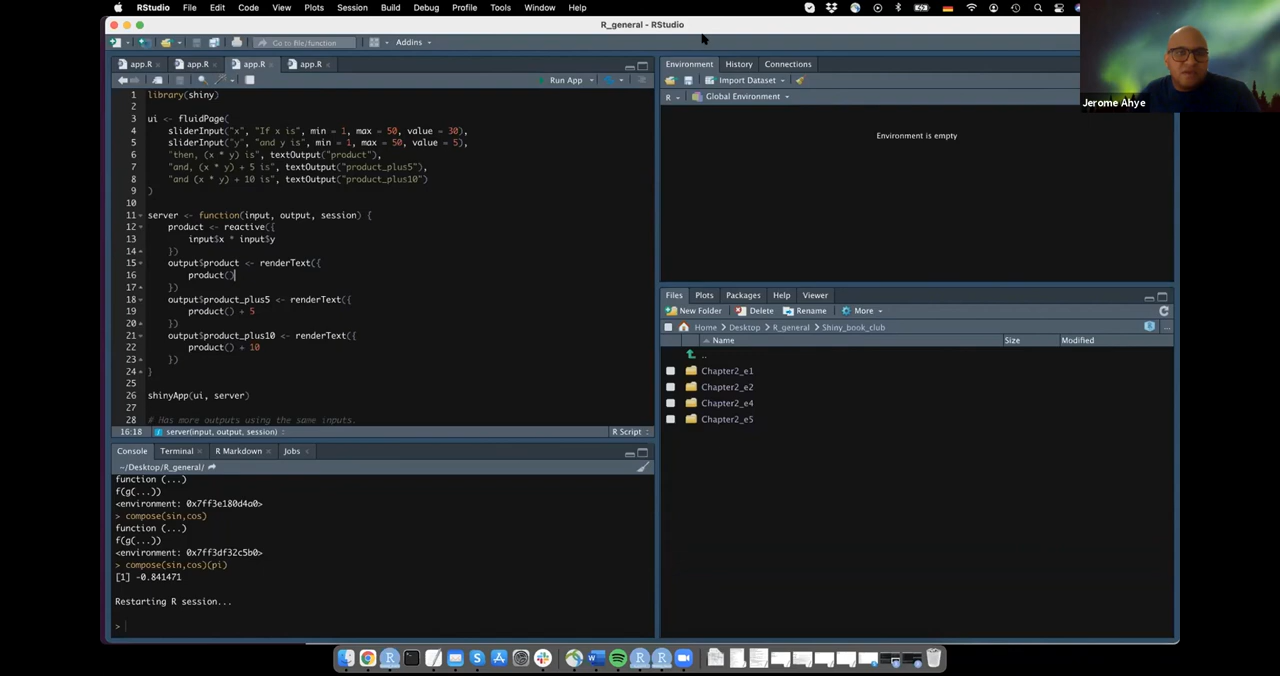 RStudio File Edit Code View Plots Session Build Debug Profile Tools Window Help
R_general - RStudio
Go to file/function Addins
app.R app.R app.R app.R
Run App
1 library(shiny)
2
3 ui <- fluidPage(
4 sliderInput("x", "If x is", min = 1, max = 50, value = 30),
5 sliderInput("y", "and y is", min = 1, max = 50, value = 5),
6 "then, (x * y) is", textOutput("product"),
7 "and, (x * y) + 5 is", textOutput("product_plus5"),
8 "and (x * y) + 10 is", textOutput("product_plus10")
9 )
10
11 server <- function(input, output, session) {
12 product <- reactive({
13 input$x * input$y
14 })
15 output$product <- renderText({
16 product()
17 })
18 output$product_plus5 <- renderText({
19 product() + 5
20 })
21 output$product_plus10 <- renderText({
22 product() + 10
23 })
24 }
25
26 shinyApp(ui, server)
27
28 # Has more outputs using the same inputs.
16:18 server(input, output, session) R Script
Console Terminal R Markdown Jobs
~/Desktop/R_general/
function (...)
f(g(...))
<environment: 0x7ff3e180d4a0>
> compose(sin,cos)
function (...)
f(g(...))
<environment: 0x7ff3df32c5b0>
> compose(sin,cos)(pi)
[1] -0.841471
Restarting R session...
>
Environment History Connections
Import Dataset
R Global Environment
Environment is empty
Files Plots Packages Help Viewer
New Folder Delete Rename More
Home Desktop R_general Shiny_book_club
Name Size Modified
..
Chapter2_e1
Chapter2_e2
Chapter2_e4
Chapter2_e5
Jerome Ahye